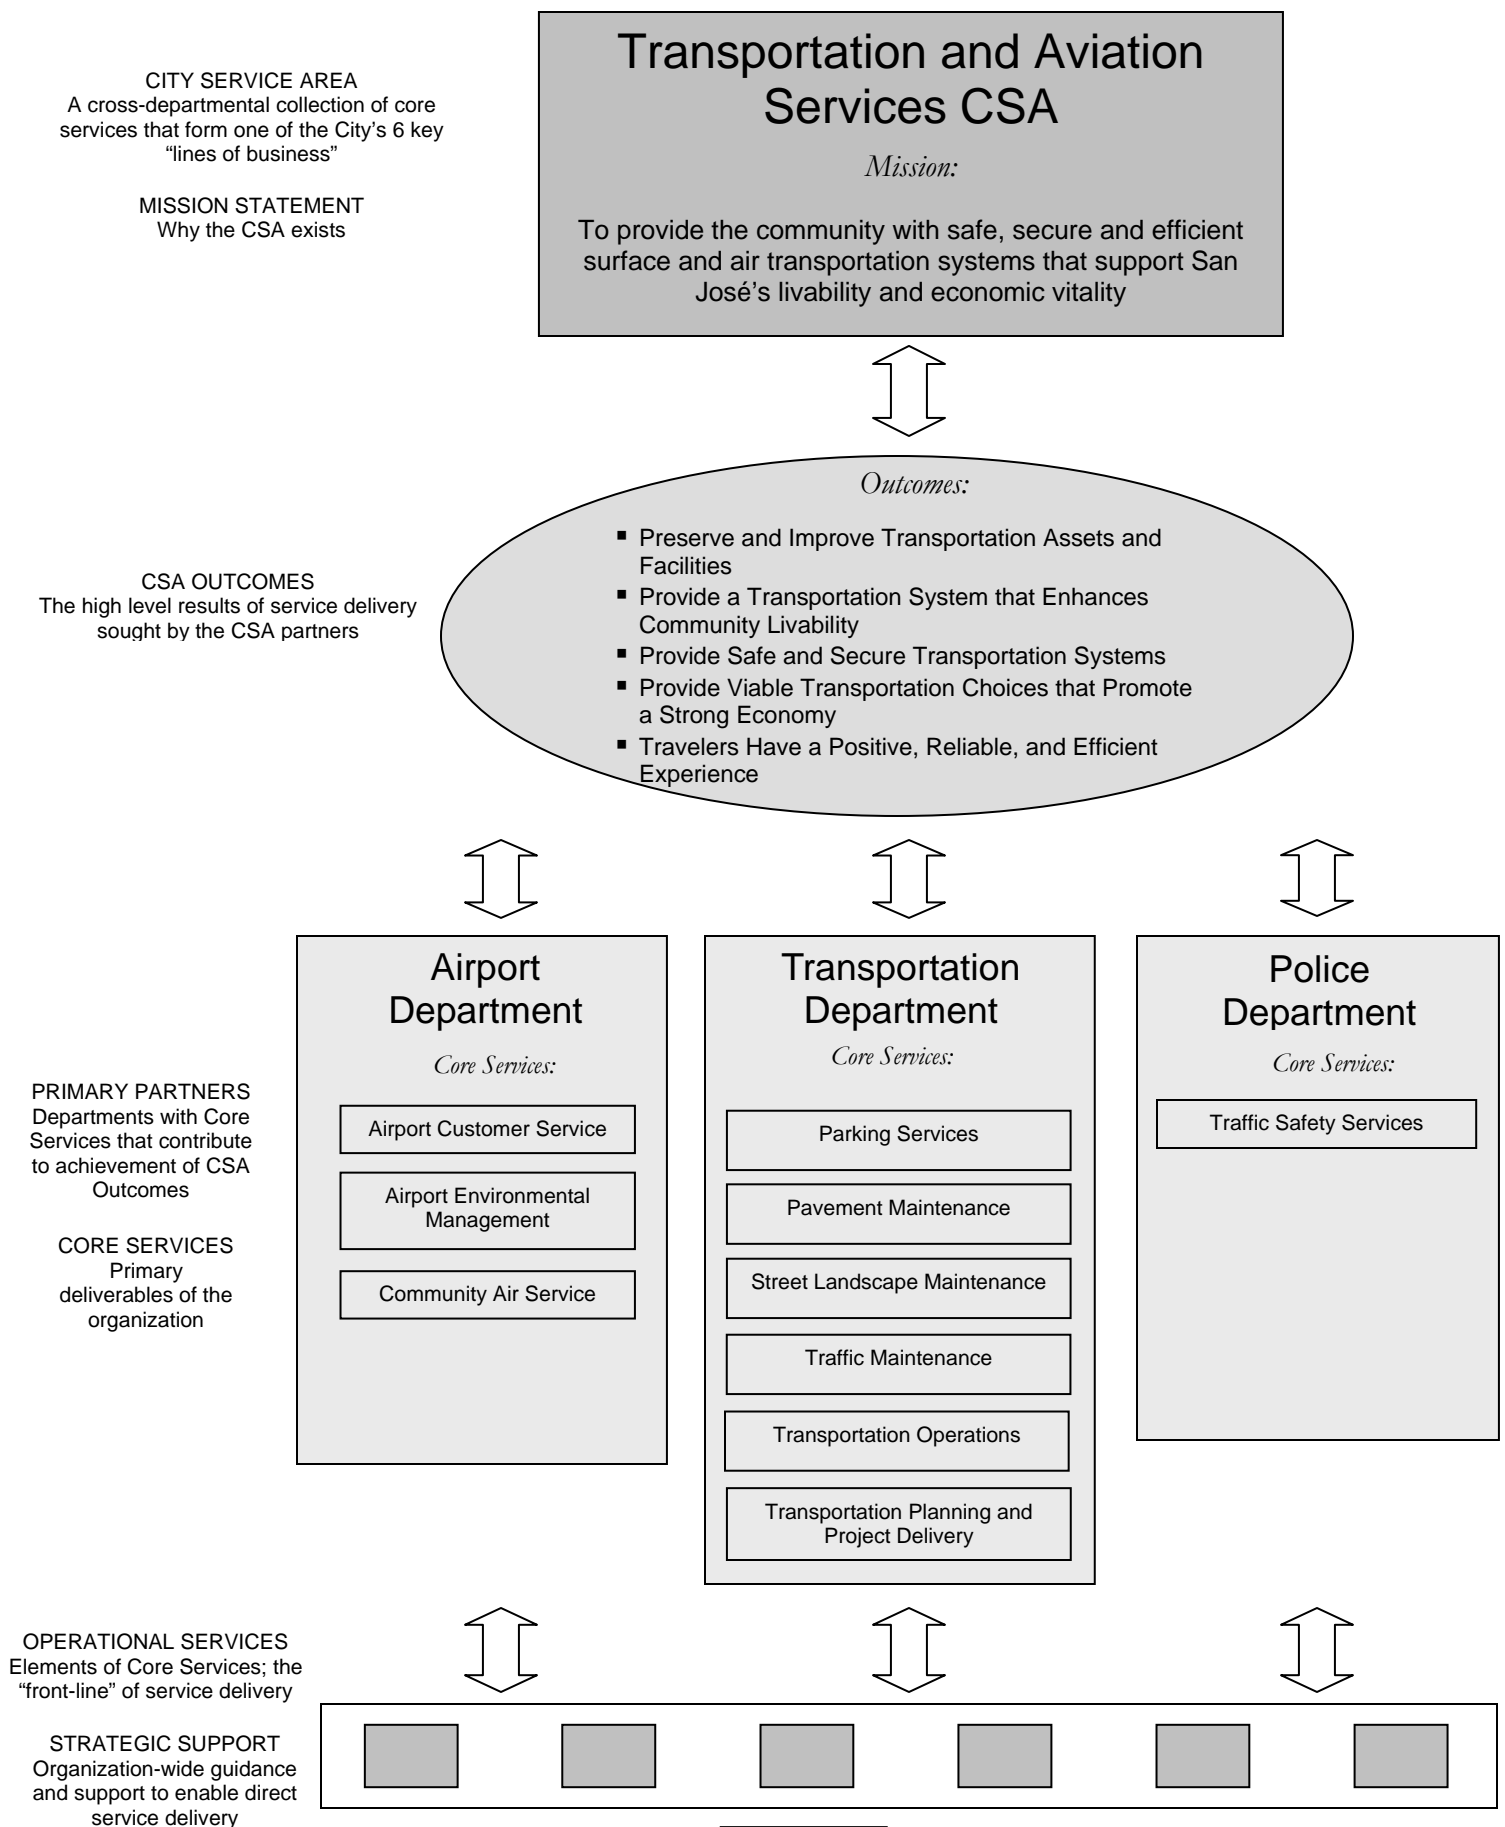 CITY SERVICE AREA
A cross-departmental collection of core
services that form one of the City’s 6 key
“lines of business”
MISSION STATEMENT
Why the CSA exists
Transportation and Aviation
Services CSA
Mission:
To provide the community with safe, secure and efficient
surface and air transportation systems that support San
José’s livability and economic vitality
CSA OUTCOMES
The high level results of service delivery
sought by the CSA partners
Outcomes:
▪ Preserve and Improve Transportation Assets and
Facilities
▪ Provide a Transportation System that Enhances
Community Livability
▪ Provide Safe and Secure Transportation Systems
▪ Provide Viable Transportation Choices that Promote
a Strong Economy
▪ Travelers Have a Positive, Reliable, and Efficient
Experience
PRIMARY PARTNERS
Departments with Core
Services that contribute
to achievement of CSA
Outcomes
CORE SERVICES
Primary
deliverables of the
organization
Airport
Department
Core Services:
Airport Customer Service
Airport Environmental
Management
Community Air Service
Transportation
Department
Core Services:
Parking Services
Pavement Maintenance
Street Landscape Maintenance
Traffic Maintenance
Transportation Operations
Transportation Planning and
Project Delivery
Police
Department
Core Services:
Traffic Safety Services
OPERATIONAL SERVICES
Elements of Core Services; the
“front-line” of service delivery
STRATEGIC SUPPORT
Organization-wide guidance
and support to enable direct
service delivery